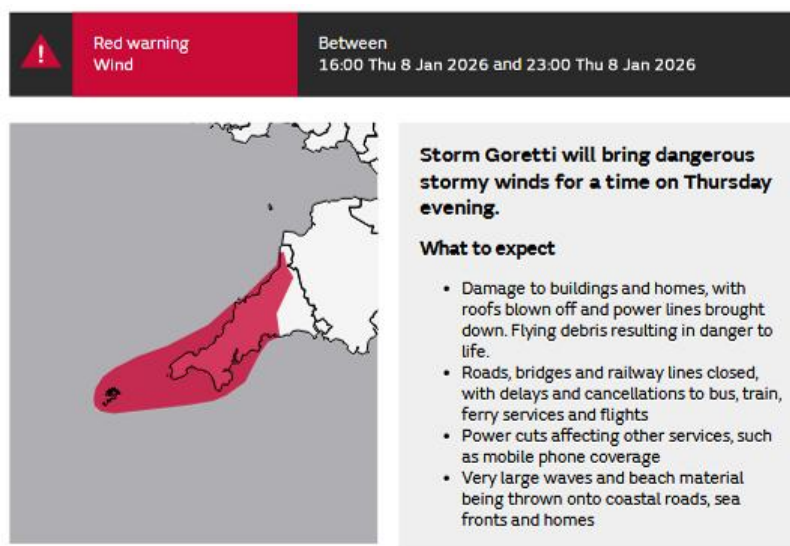 Red warning
Wind
Between
16:00 Thu 8 Jan 2026 and 23:00 Thu 8 Jan 2026
Storm Goretti will bring dangerous
stormy winds for a time on Thursday
evening.
What to expect
• Damage to buildings and homes, with
roofs blown off and power lines brought
down. Flying debris resulting in danger to
life.
• Roads, bridges and railway lines closed,
with delays and cancellations to bus, train,
ferry services and flights
• Power cuts affecting other services, such
as mobile phone coverage
• Very large waves and beach material
being thrown onto coastal roads, sea
fronts and homes